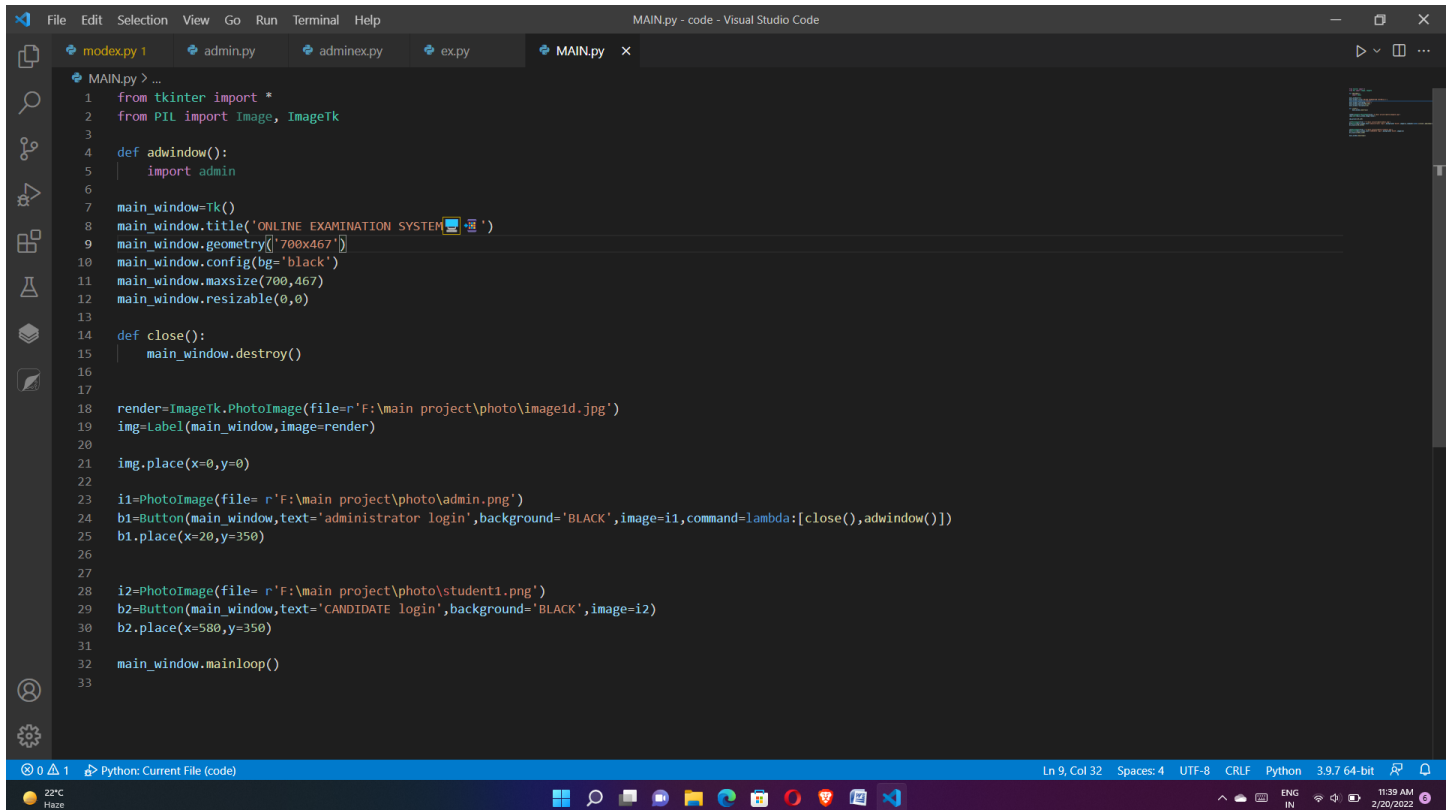 File Edit Selection View Go Run Terminal Help MAIN.py - code - Visual Studio Code
modex.py 1 admin.py adminex.py ex.py MAIN.py
MAIN.py > ...
1 from tkinter import *
2 from PIL import Image, ImageTk
3
4 def adwindow():
5     import admin
6
7 main_window=Tk()
8 main_window.title('ONLINE EXAMINATION SYSTEM🖥️📲')
9 main_window.geometry('700x467')
10 main_window.config(bg='black')
11 main_window.maxsize(700,467)
12 main_window.resizable(0,0)
13
14 def close():
15     main_window.destroy()
16
17
18 render=ImageTk.PhotoImage(file=r'F:\main project\photo\image1d.jpg')
19 img=Label(main_window,image=render)
20
21 img.place(x=0,y=0)
22
23 i1=PhotoImage(file= r'F:\main project\photo\admin.png')
24 b1=Button(main_window,text='administrator login',background='BLACK',image=i1,command=lambda:[close(),adwindow()])
25 b1.place(x=20,y=350)
26
27
28 i2=PhotoImage(file= r'F:\main project\photo\student1.png')
29 b2=Button(main_window,text='CANDIDATE login',background='BLACK',image=i2)
30 b2.place(x=580,y=350)
31
32 main_window.mainloop()
33
0 1 Python: Current File (code) Ln 9, Col 32 Spaces: 4 UTF-8 CRLF Python 3.9.7 64-bit
22°C
Haze
ENG
IN
11:39 AM
2/20/2022
6